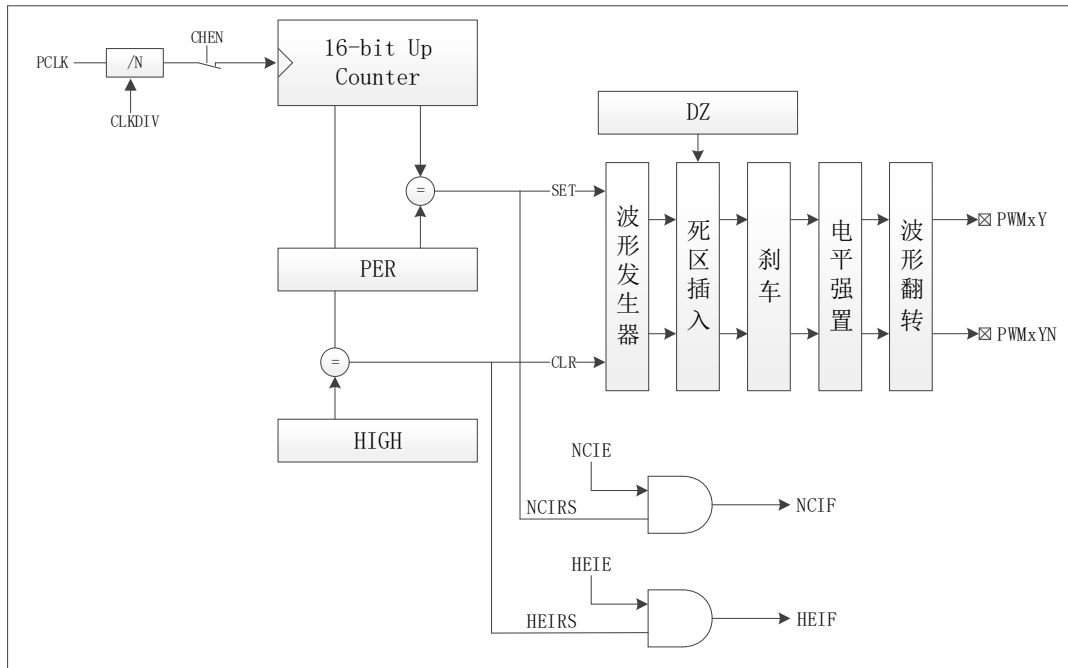 CHEN
16-bit Up
Counter
PCLK
/N
CLKDIV
DZ
=
SET
PWMxY
PER
波形发生器
死区插入
刹车
电平强置
波形翻转
PWMxYN
=
CLR
HIGH
NCIE
NCIRS
NCIF
HEIE
HEIRS
HEIF